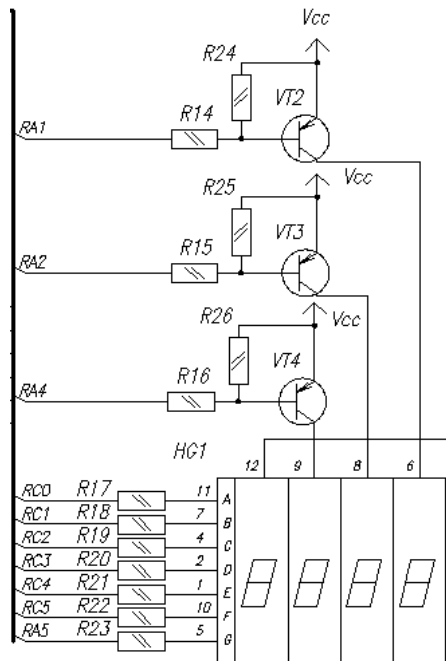 Vcc
R24
VT2
R14
RA1
R25
Vcc
VT3
R15
RA2
R26
Vcc
VT4
R16
RA4
HG1
12 9 8 6
RC0 R17 11 A
RC1 R18 7 B
RC2 R19 4 C
RC3 R20 2 D
RC4 R21 1 E
RC5 R22 10 F
RA5 R23 5 G